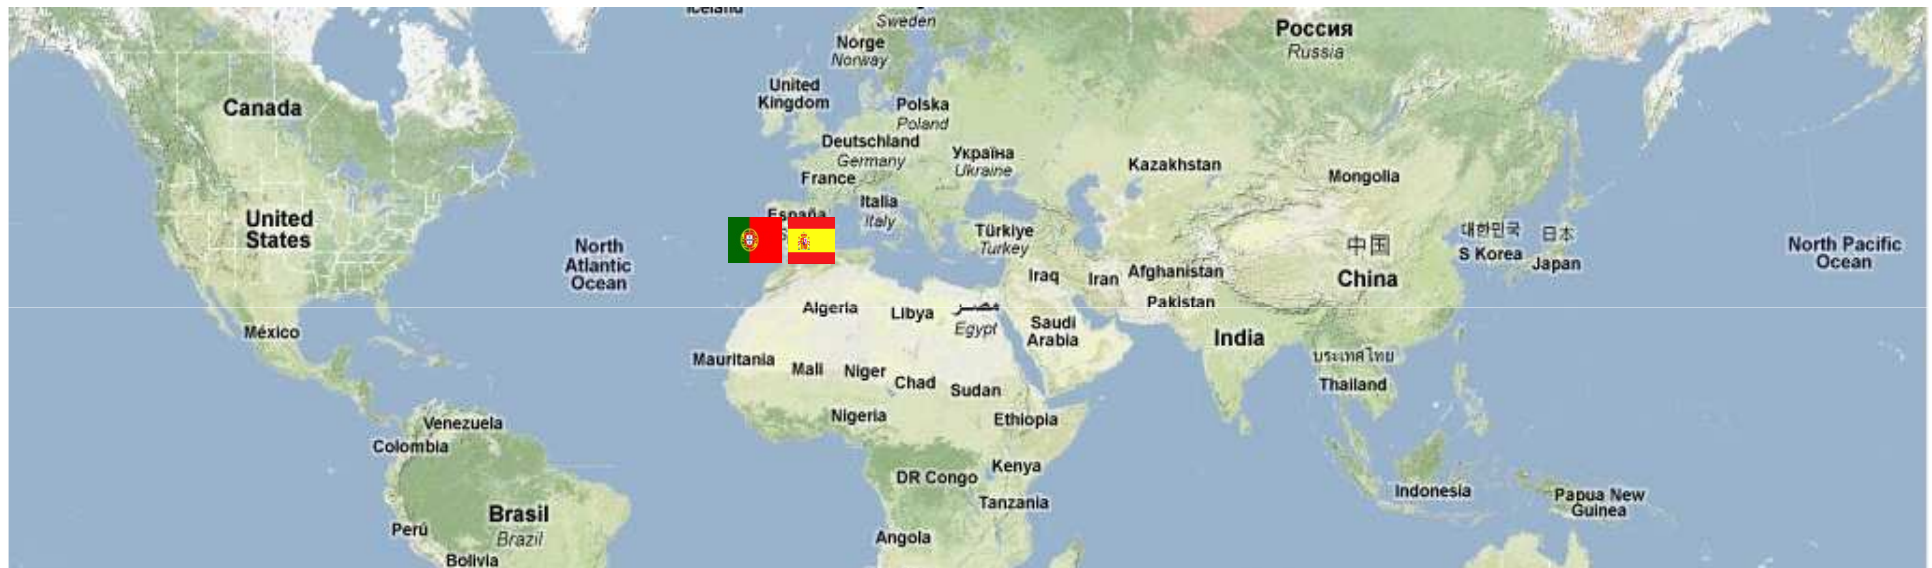 Iceland
Sweden
Norge
Norway
Россия
Russia
United
Kingdom
Canada
Polska
Poland
Deutschland
Germany
Україна
Ukraine
France
Kazakhstan
Mongolia
Italia
Italy
España
United
States
Türkiye
Turkey
대한민국
S Korea
日本
Japan
中国
China
North
Atlantic
Ocean
North Pacific
Ocean
Iraq
Iran
Afghanistan
Pakistan
Algeria
Libya
مصر
Egypt
Saudi
Arabia
India
México
Mauritania
Mali
Niger
Chad
Sudan
ประเทศไทย
Thailand
Nigeria
Ethiopia
Venezuela
Colombia
Kenya
DR Congo
Tanzania
Indonesia
Papua New
Guinea
Brasil
Brazil
Perú
Angola
Bolivia